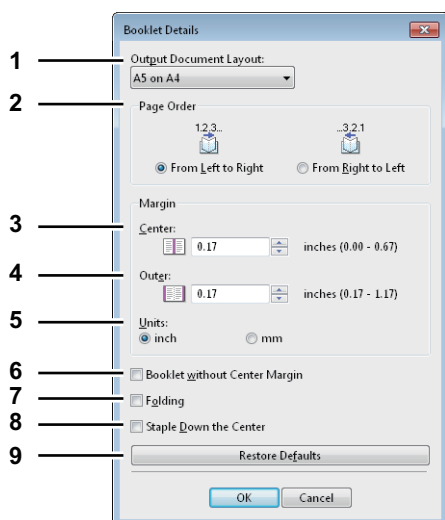 Booklet Details
1 Output Document Layout:
A5 on A4
2 Page Order
1,2,3... ...3,2,1
From Left to Right From Right to Left
Margin
3 Center:
0.17 inches (0.00 - 0.67)
4 Outer:
0.17 inches (0.17 - 1.17)
5 Units:
inch mm
6 Booklet without Center Margin
7 Folding
8 Staple Down the Center
9 Restore Defaults
OK Cancel